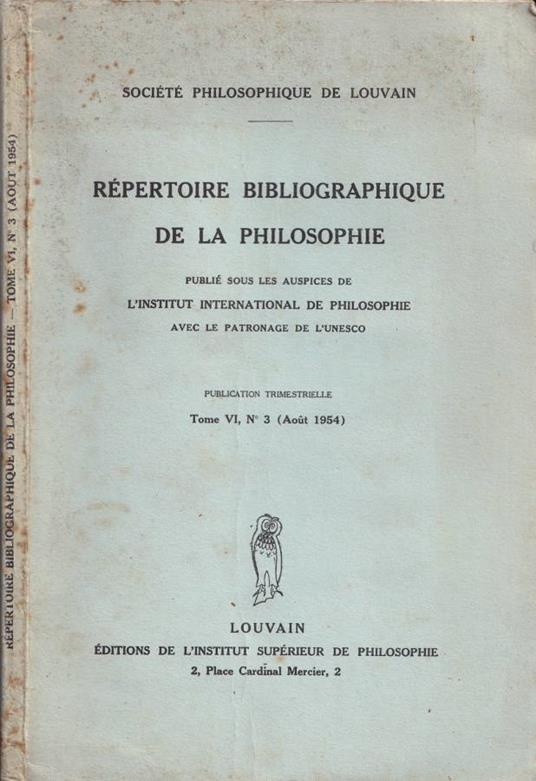 SOCIÉTÉ PHILOSOPHIQUE DE LOUVAIN
RÉPERTOIRE BIBLIOGRAPHIQUE
DE LA PHILOSOPHIE
PUBLIÉ SOUS LES AUSPICES DE
L'INSTITUT INTERNATIONAL DE PHILOSOPHIE
AVEC LE PATRONAGE DE L'UNESCO
PUBLICATION TRIMESTRIELLE
Tome VI, N° 3 (Août 1954)
LOUVAIN
ÉDITIONS DE L'INSTITUT SUPÉRIEUR DE PHILOSOPHIE
2, Place Cardinal Mercier, 2
RÉPERTOIRE BIBLIOGRAPHIQUE DE LA PHILOSOPHIE — TOME VI, N° 3 (AOUT 1954)